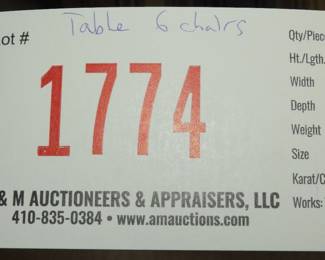 Table 6 chairs
ot #
1774
& M AUCTIONEERS & APPRAISERS, LLC
410-835-0384 • www.amauctions.com
Qty/Piece
Ht./Lgth.
Width
Depth
Weight
Size
Karat/C
Works: